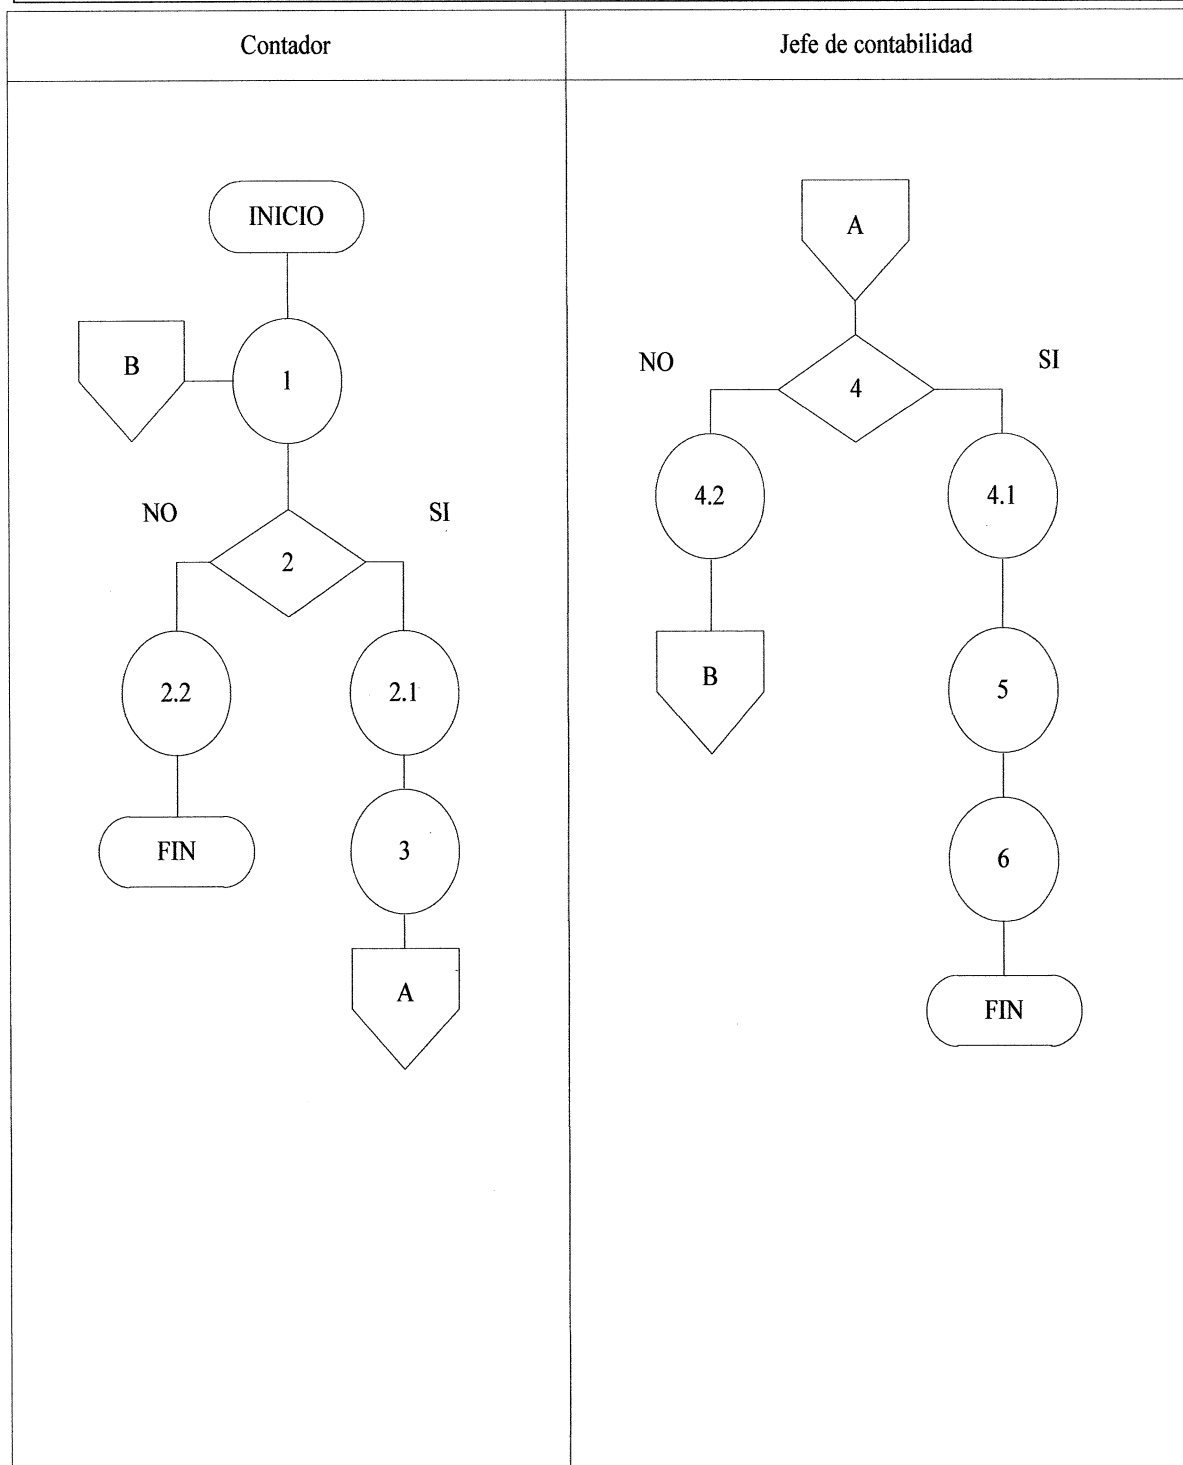 Contador
Jefe de contabilidad
INICIO
B
1
NO
SI
2
2.2
2.1
FIN
3
A
A
NO
SI
4
4.2
4.1
B
5
6
FIN